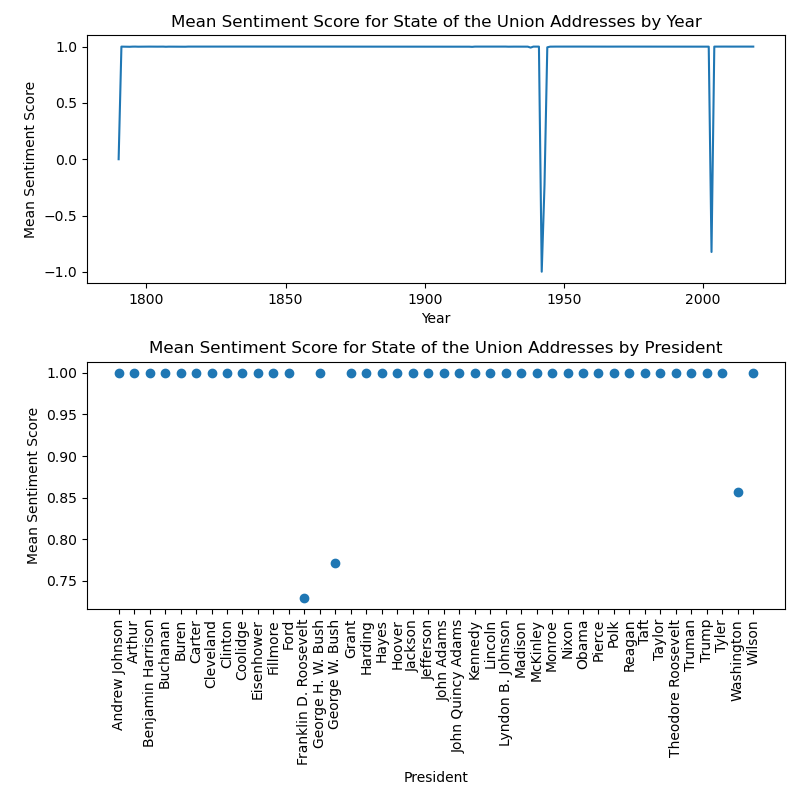 Mean Sentiment Score for State of the Union Addresses by Year
Mean Sentiment Score
1.0
0.5
0.0
−0.5
−1.0
1800
1850
1900
1950
2000
Year
Mean Sentiment Score for State of the Union Addresses by President
Mean Sentiment Score
1.00
0.95
0.90
0.85
0.80
0.75
Andrew Johnson
Arthur
Benjamin Harrison
Buchanan
Buren
Carter
Cleveland
Clinton
Coolidge
Eisenhower
Fillmore
Ford
Franklin D. Roosevelt
George H. W. Bush
George W. Bush
Grant
Harding
Hayes
Hoover
Jackson
Jefferson
John Adams
John Quincy Adams
Kennedy
Lincoln
Lyndon B. Johnson
Madison
McKinley
Monroe
Nixon
Obama
Pierce
Polk
Reagan
Taft
Taylor
Theodore Roosevelt
Truman
Trump
Tyler
Washington
Wilson
President